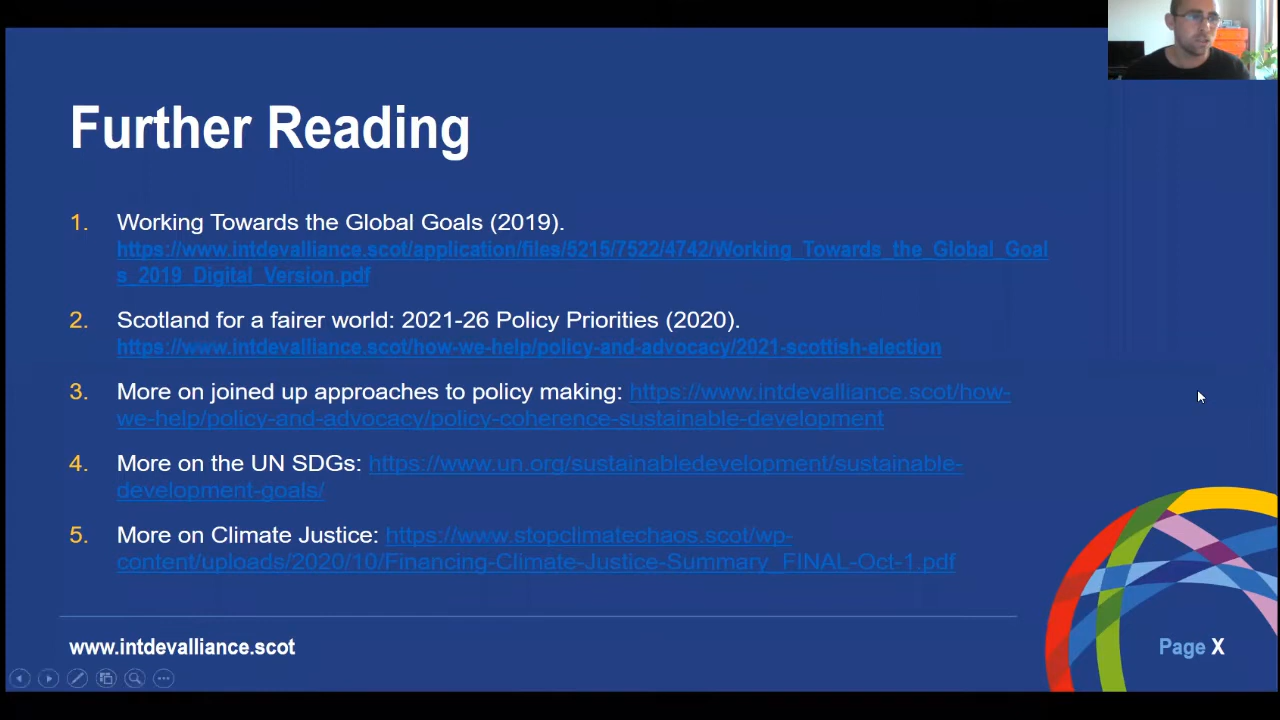 Further Reading
1. Working Towards the Global Goals (2019).
https://www.intdevalliance.scot/application/files/5215/7522/4742/Working_Towards_the_Global_Goal
s_2019_Digital_Version.pdf
2. Scotland for a fairer world: 2021-26 Policy Priorities (2020).
https://www.intdevalliance.scot/how-we-help/policy-and-advocacy/2021-scottish-election
3. More on joined up approaches to policy making: https://www.intdevalliance.scot/how-
we-help/policy-and-advocacy/policy-coherence-sustainable-development
4. More on the UN SDGs: https://www.un.org/sustainabledevelopment/sustainable-
development-goals/
5. More on Climate Justice: https://www.stopclimatechaos.scot/wp-
content/uploads/2020/10/Financing-Climate-Justice-Summary_FINAL-Oct-1.pdf
www.intdevalliance.scot
Page X